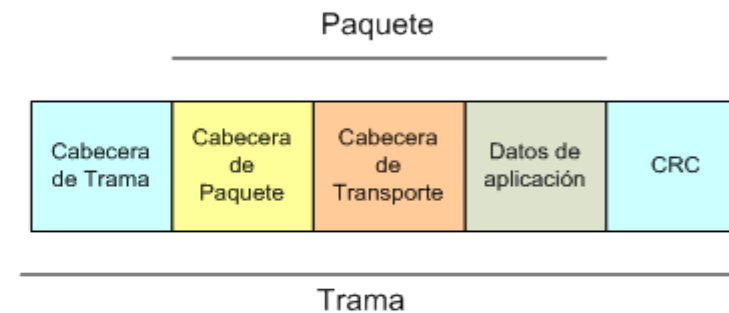 Paquete
Cabecera
de Trama
Cabecera
de
Paquete
Cabecera
de
Transporte
Datos de
aplicación
CRC
Trama